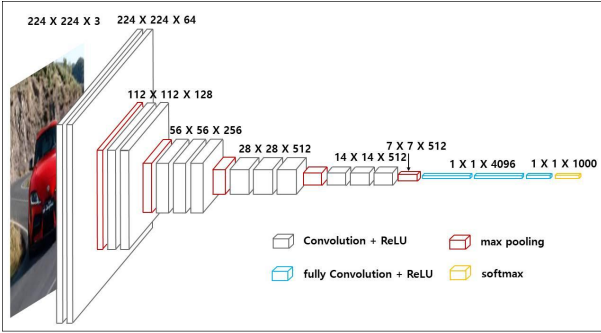 224 X 224 X 3
224 X 224 X 64
112 X 112 X 128
56 X 56 X 256
28 X 28 X 512
14 X 14 X 512
7 X 7 X 512
1 X 1 X 4096
1 X 1 X 1000
Convolution + ReLU
max pooling
fully Convolution + ReLU
softmax